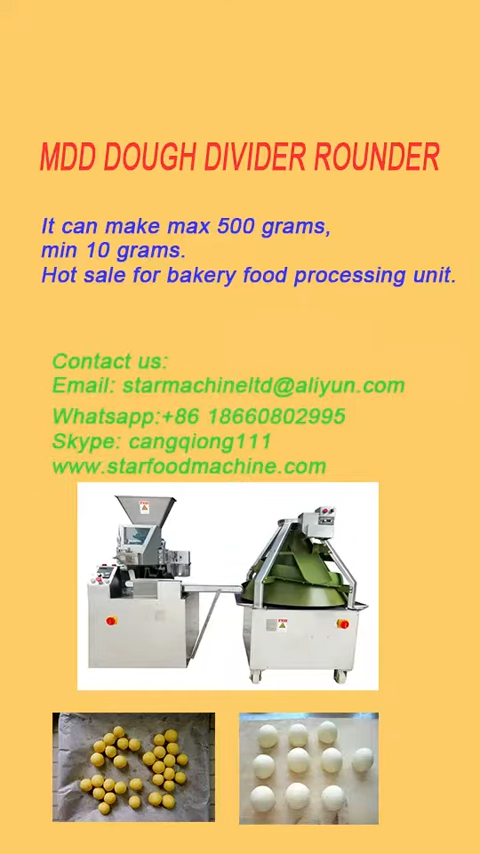 MDD DOUGH DIVIDER ROUNDER
It can make max 500 grams,
min 10 grams.
Hot sale for bakery food processing unit.
Contact us:
Email: starmachineltd@aliyun.com
Whatsapp:+86 18660802995
Skype: cangqiong111
www.starfoodmachine.com